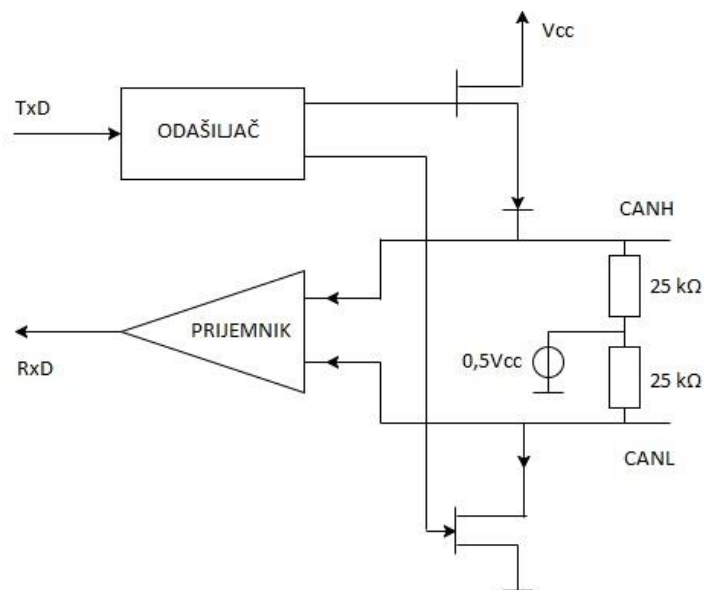 Vcc
TxD
ODAŠILJAČ
CANH
25 kΩ
PRIJEMNIK
0,5Vcc
RxD
25 kΩ
CANL